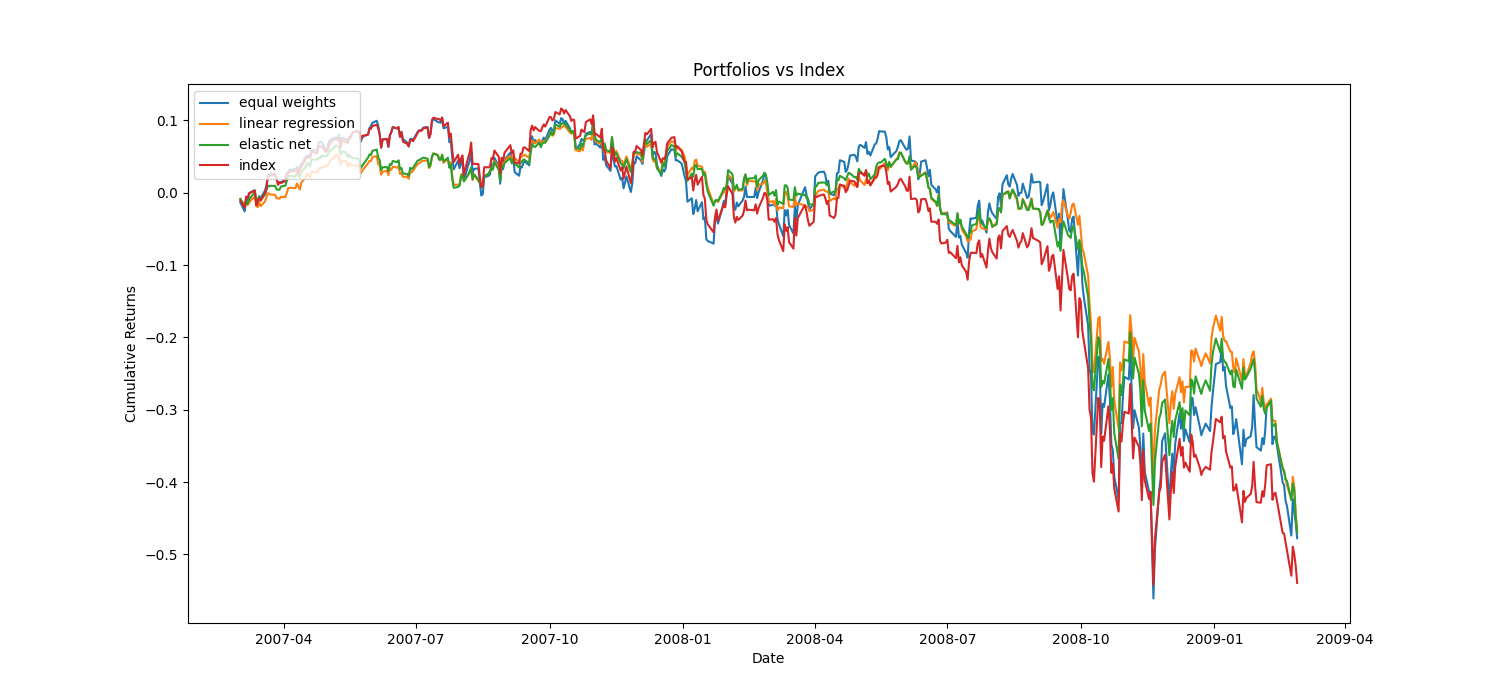 Portfolios vs Index
equal weights
linear regression
elastic net
index
0.1
0.0
−0.1
−0.2
−0.3
−0.4
−0.5
Cumulative Returns
2007-04 2007-07 2007-10 2008-01 2008-04 2008-07 2008-10 2009-01 2009-04
Date